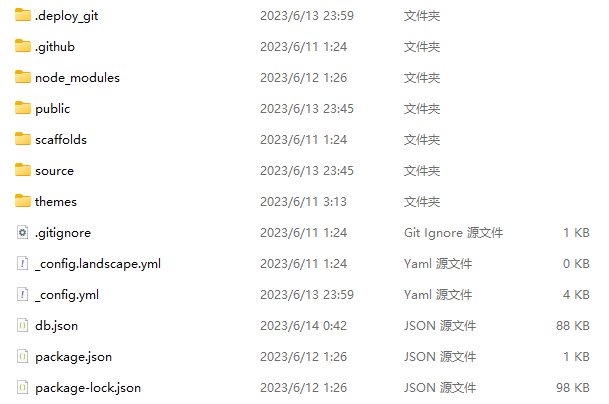 .deploy_git 2023/6/13 23:59 文件夹
.github 2023/6/11 1:24 文件夹
node_modules 2023/6/12 1:26 文件夹
public 2023/6/13 23:45 文件夹
scaffolds 2023/6/11 1:24 文件夹
source 2023/6/13 23:45 文件夹
themes 2023/6/11 3:13 文件夹
.gitignore 2023/6/11 1:24 Git Ignore 源文件 1 KB
_config.landscape.yml 2023/6/11 1:24 Yaml 源文件 0 KB
_config.yml 2023/6/13 23:59 Yaml 源文件 4 KB
db.json 2023/6/14 0:42 JSON 源文件 88 KB
package.json 2023/6/12 1:26 JSON 源文件 1 KB
package-lock.json 2023/6/12 1:26 JSON 源文件 98 KB